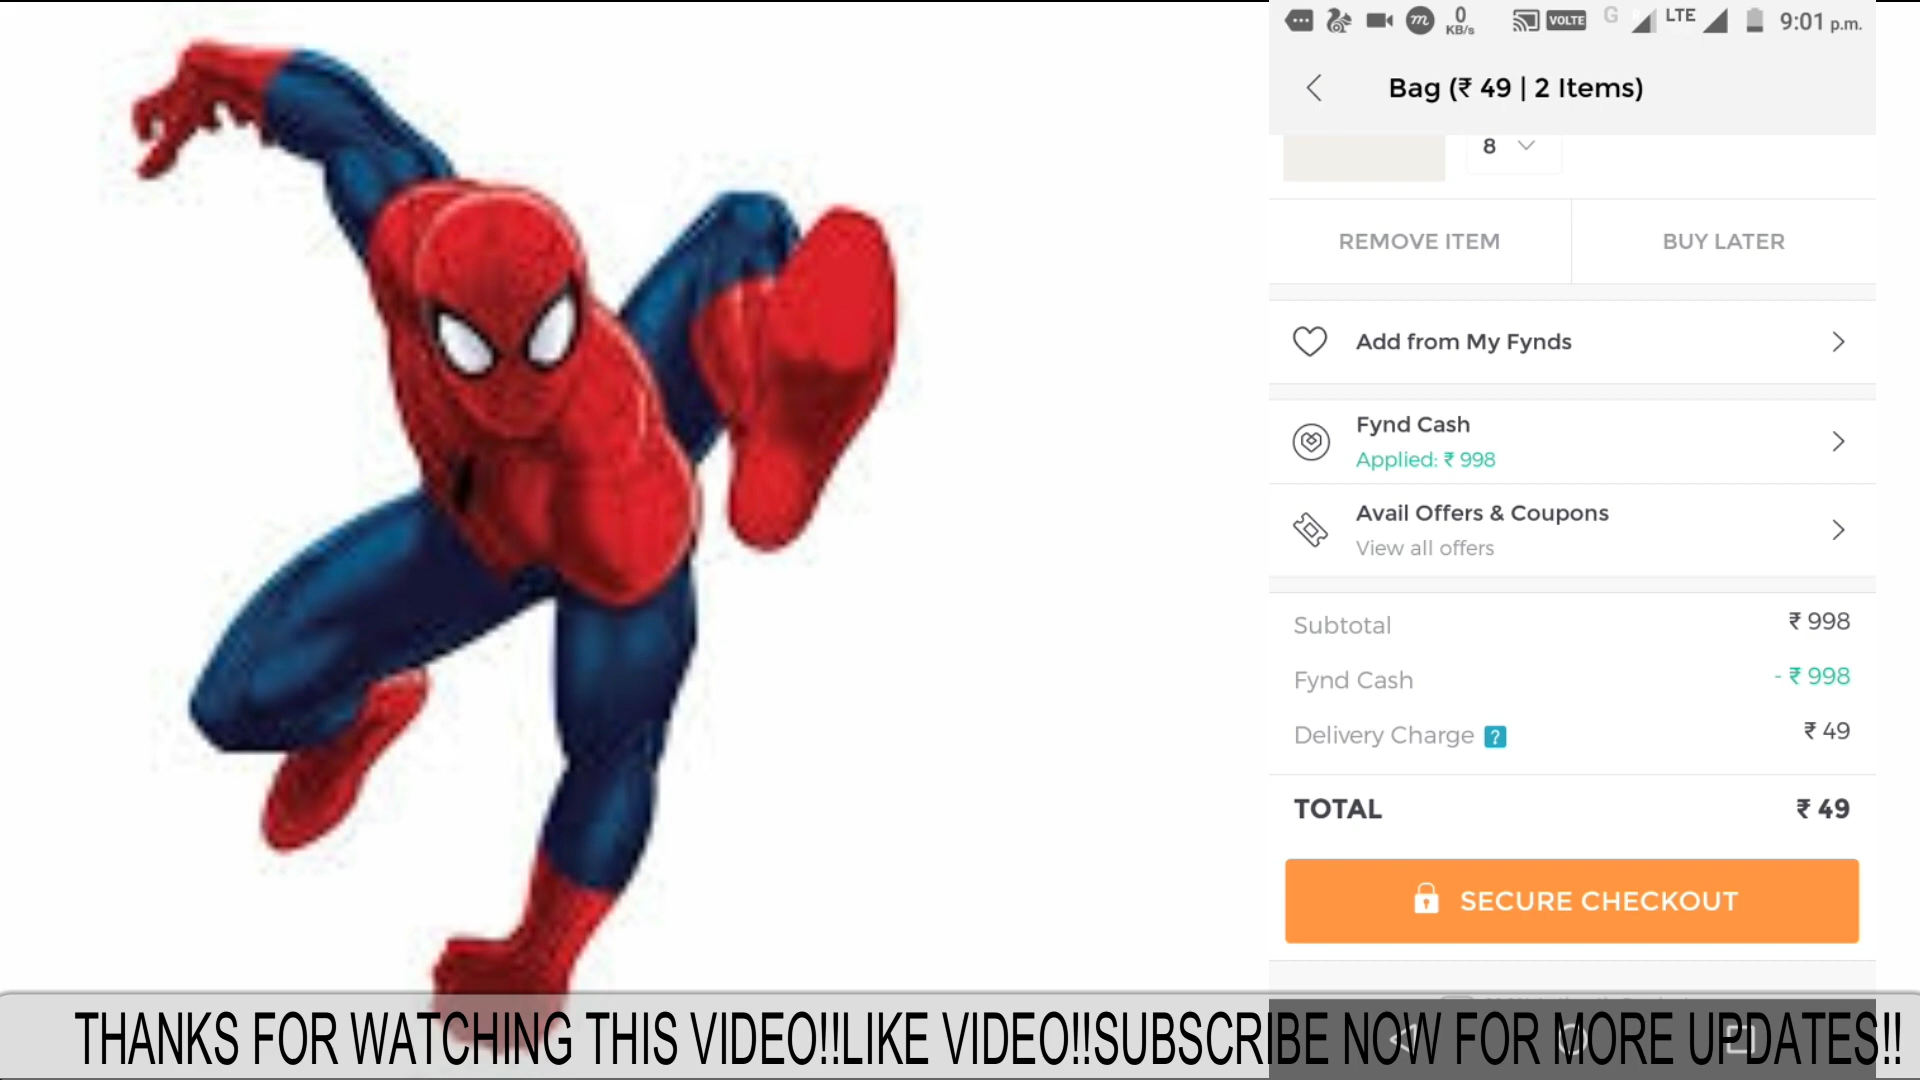 0 KB/s VOLTE G LTE 9:01 p.m.
Bag (₹ 49 | 2 Items)
8
REMOVE ITEM BUY LATER
Add from My Fynds
Fynd Cash
Applied: ₹ 998
Avail Offers & Coupons
View all offers
Subtotal ₹ 998
Fynd Cash - ₹ 998
Delivery Charge ? ₹ 49
TOTAL ₹ 49
SECURE CHECKOUT
THANKS FOR WATCHING THIS VIDEO!!LIKE VIDEO!!SUBSCRIBE NOW FOR MORE UPDATES!!